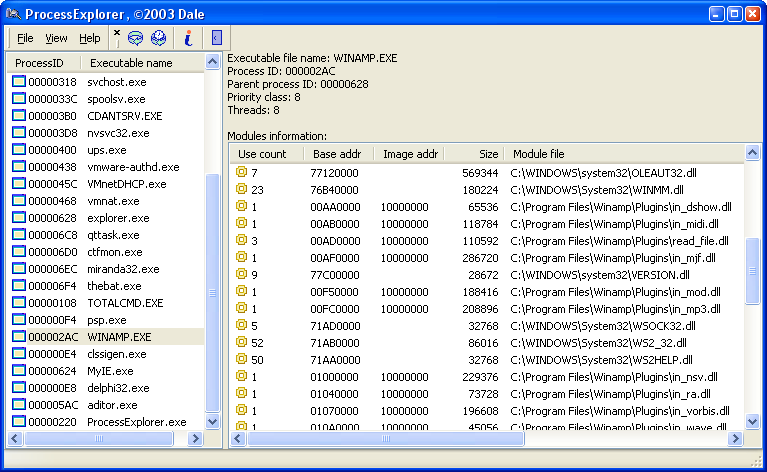 ProcessExplorer , ©2003 Dale
File View Help
ProcessID Executable name
00000318 svchost.exe
0000033C spoolsv.exe
000003B0 CDANTSRV.EXE
000003D8 nvsvc32.exe
00000400 ups.exe
00000438 vmware-authd.exe
0000045C VMnetDHCP.exe
00000468 vmnat.exe
00000628 explorer.exe
000006C8 qttask.exe
000006D0 ctfmon.exe
000006EC miranda32.exe
000006F4 thebat.exe
00000108 TOTALCMD.EXE
000000F4 psp.exe
000002AC WINAMP.EXE
000000E4 clssigen.exe
00000624 MyIE.exe
000000E8 delphi32.exe
000005AC aditor.exe
00000220 ProcessExplorer.exe
Executable file name: WINAMP.EXE
Process ID: 000002AC
Parent process ID: 00000628
Priority class: 8
Threads: 8
Modules information:
Use count Base addr Image addr Size Module file
7 77120000 569344 C:\WINDOWS\system32\OLEAUT32.dll
23 76B40000 180224 C:\WINDOWS\System32\WINMM.dll
1 00AA0000 10000000 65536 C:\Program Files\Winamp\Plugins\in_dshow.dll
1 00AB0000 10000000 118784 C:\Program Files\Winamp\Plugins\in_midi.dll
3 00AD0000 10000000 110592 C:\Program Files\Winamp\Plugins\read_file.dll
1 00AF0000 10000000 286720 C:\Program Files\Winamp\Plugins\in_mjf.dll
9 77C00000 28672 C:\WINDOWS\system32\VERSION.dll
1 00F50000 10000000 188416 C:\Program Files\Winamp\Plugins\in_mod.dll
1 00FC0000 10000000 208896 C:\Program Files\Winamp\Plugins\in_mp3.dll
5 71AD0000 32768 C:\WINDOWS\System32\WSOCK32.dll
52 71AB0000 86016 C:\WINDOWS\System32\WS2_32.dll
50 71AA0000 32768 C:\WINDOWS\System32\WS2HELP.dll
1 01000000 10000000 229376 C:\Program Files\Winamp\Plugins\in_nsv.dll
1 01040000 10000000 73728 C:\Program Files\Winamp\Plugins\in_ra.dll
1 01070000 10000000 196608 C:\Program Files\Winamp\Plugins\in_vorbis.dll
1 010A0000 10000000 45056 C:\Program Files\Winamp\Plugins\in_wave.dll